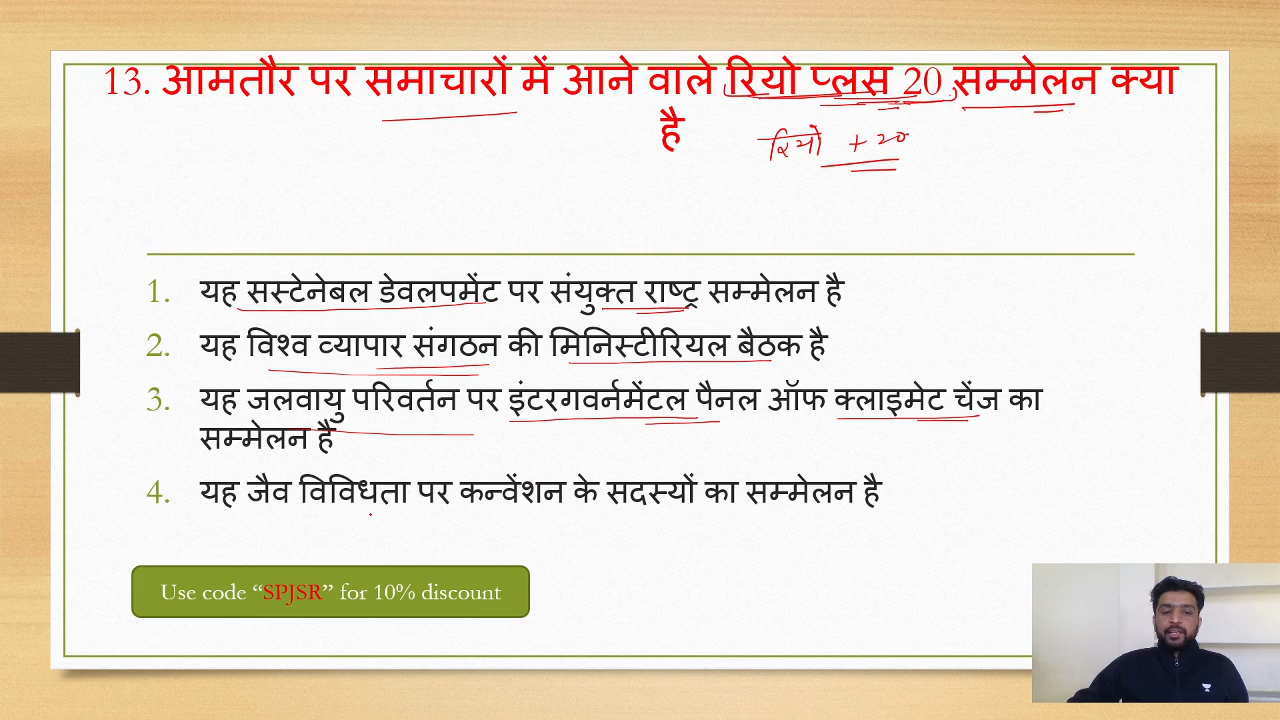 13. आमतौर पर समाचारों में आने वाले रियो प्लस 20 सम्मेलन क्या
है
रियो +20
1. यह सस्टेनेबल डेवलपमेंट पर संयुक्त राष्ट्र सम्मेलन है
2. यह विश्व व्यापार संगठन की मिनिस्टीरियल बैठक है
3. यह जलवायु परिवर्तन पर इंटरगवर्नमेंटल पैनल ऑफ क्लाइमेट चेंज का
सम्मेलन है
4. यह जैव विविधता पर कन्वेंशन के सदस्यों का सम्मेलन है
Use code “SPJSR” for 10% discount